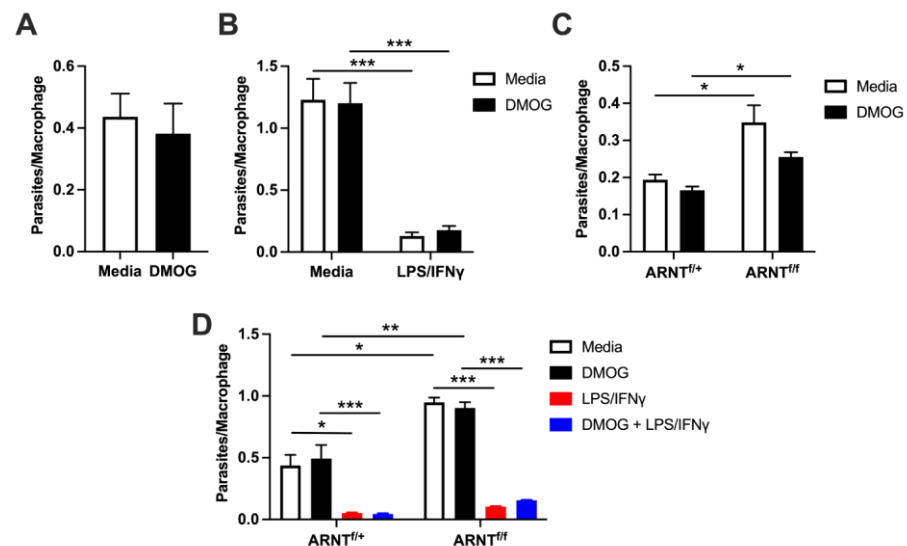 A
Parasites/Macrophage
0.6
0.4
0.2
0.0
Media DMOG
B
Parasites/Macrophage
1.5
1.0
0.5
0.0
***
***
Media
DMOG
Media LPS/IFNγ
C
Parasites/Macrophage
0.5
0.4
0.3
0.2
0.1
0.0
*
*
Media
DMOG
ARNTf/+ ARNTf/f
D
Parasites/Macrophage
1.5
1.0
0.5
0.0
**
*
***
***
***
*
Media
DMOG
LPS/IFNγ
DMOG + LPS/IFNγ
ARNTf/+ ARNTf/f